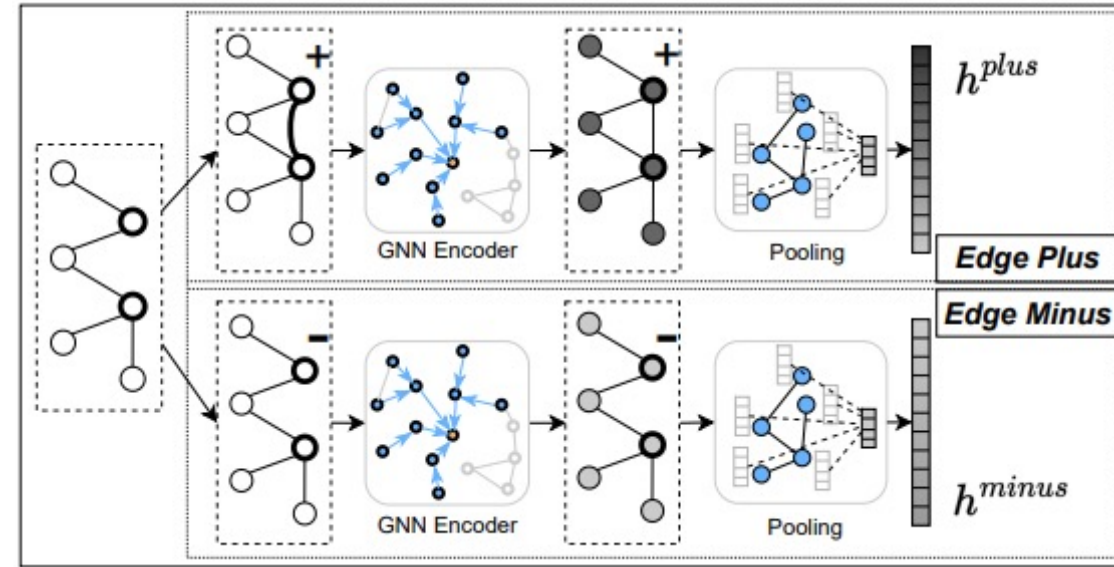 +
+
h^{plus}
GNN Encoder
Pooling
Edge Plus
Edge Minus
-
-
h^{minus}
GNN Encoder
Pooling